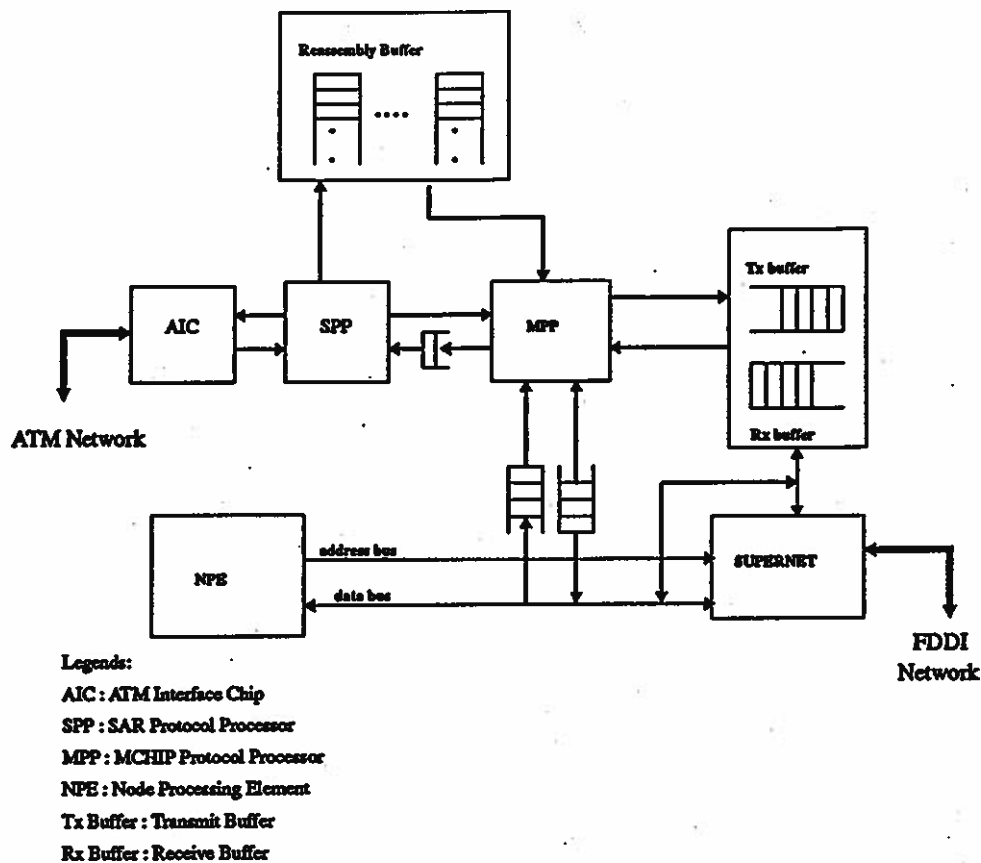 Reassembly Buffer
AIC
SPP
MPP
Tx buffer
Rx buffer
ATM Network
NPE
address bus
data bus
SUPERNET
FDDI
Network
Legends:
AIC : ATM Interface Chip
SPP : SAR Protocol Processor
MPP : MCHIP Protocol Processor
NPE : Node Processing Element
Tx Buffer : Transmit Buffer
Rx Buffer : Receive Buffer